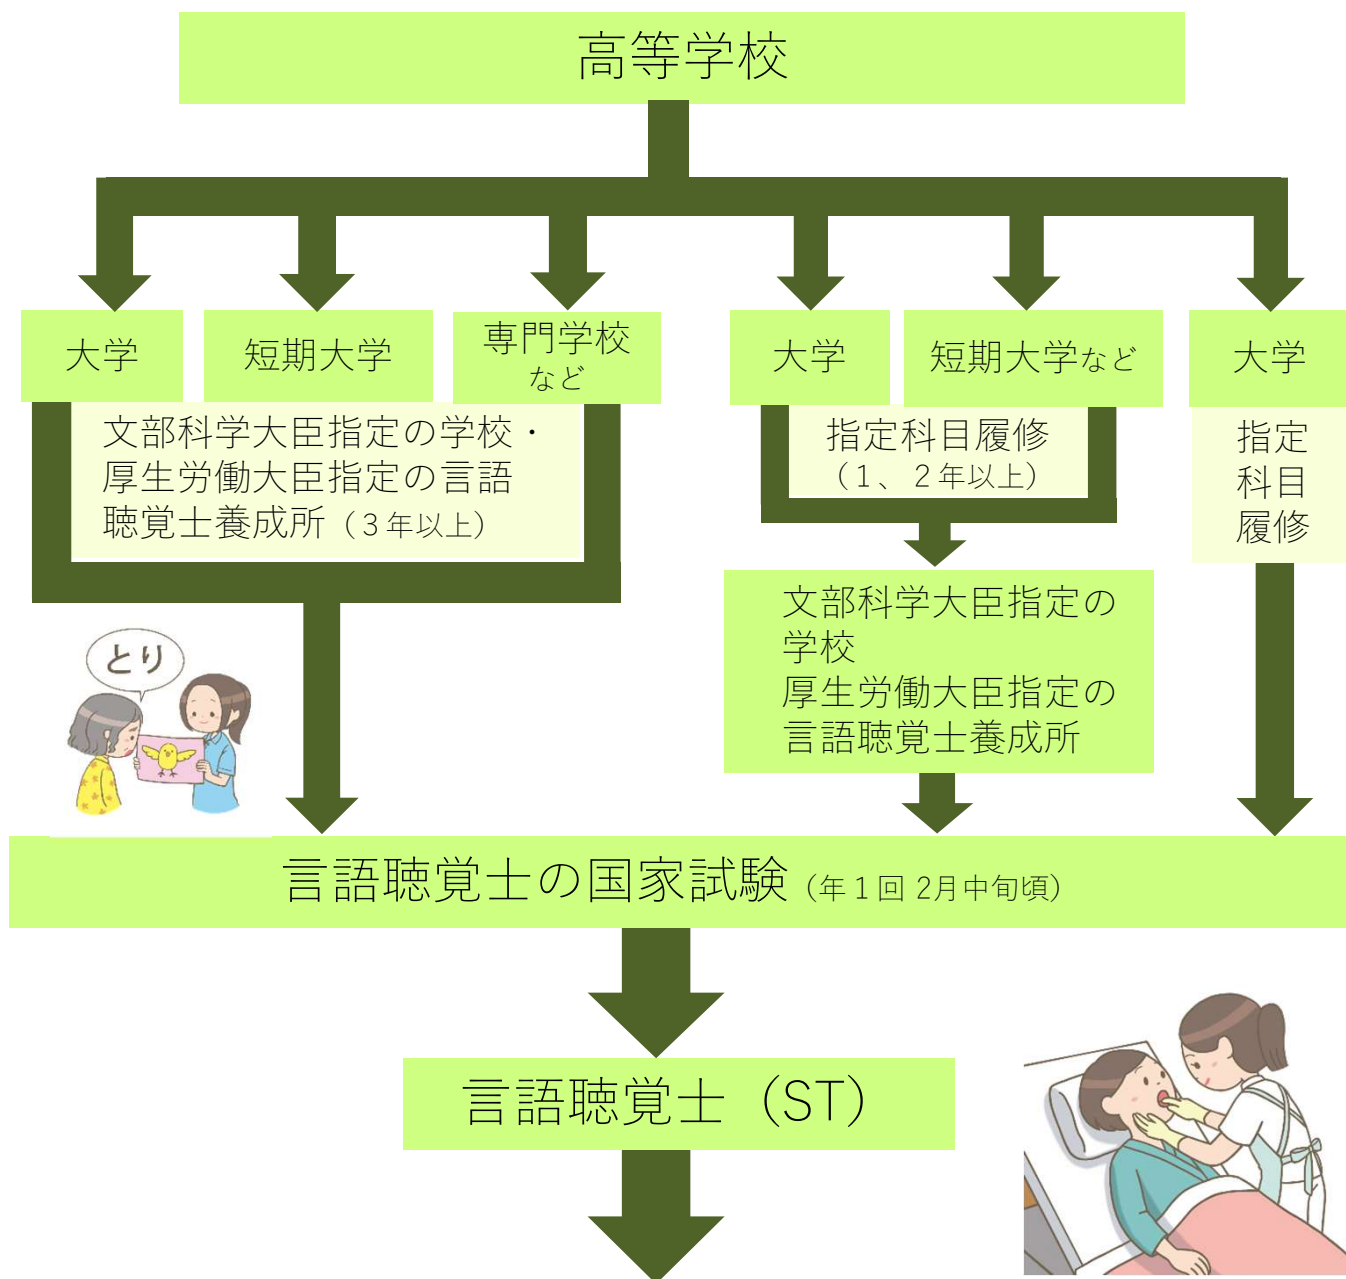 高等学校
大学
短期大学
専門学校
など
大学
短期大学など
大学
文部科学大臣指定の学校・
厚生労働大臣指定の言語
聴覚士養成所（３年以上）
指定科目履修
（１、２年以上）
指定
科目
履修
文部科学大臣指定の
学校
厚生労働大臣指定の
言語聴覚士養成所
とり
言語聴覚士の国家試験（年１回 2月中旬頃）
言語聴覚士（ST）